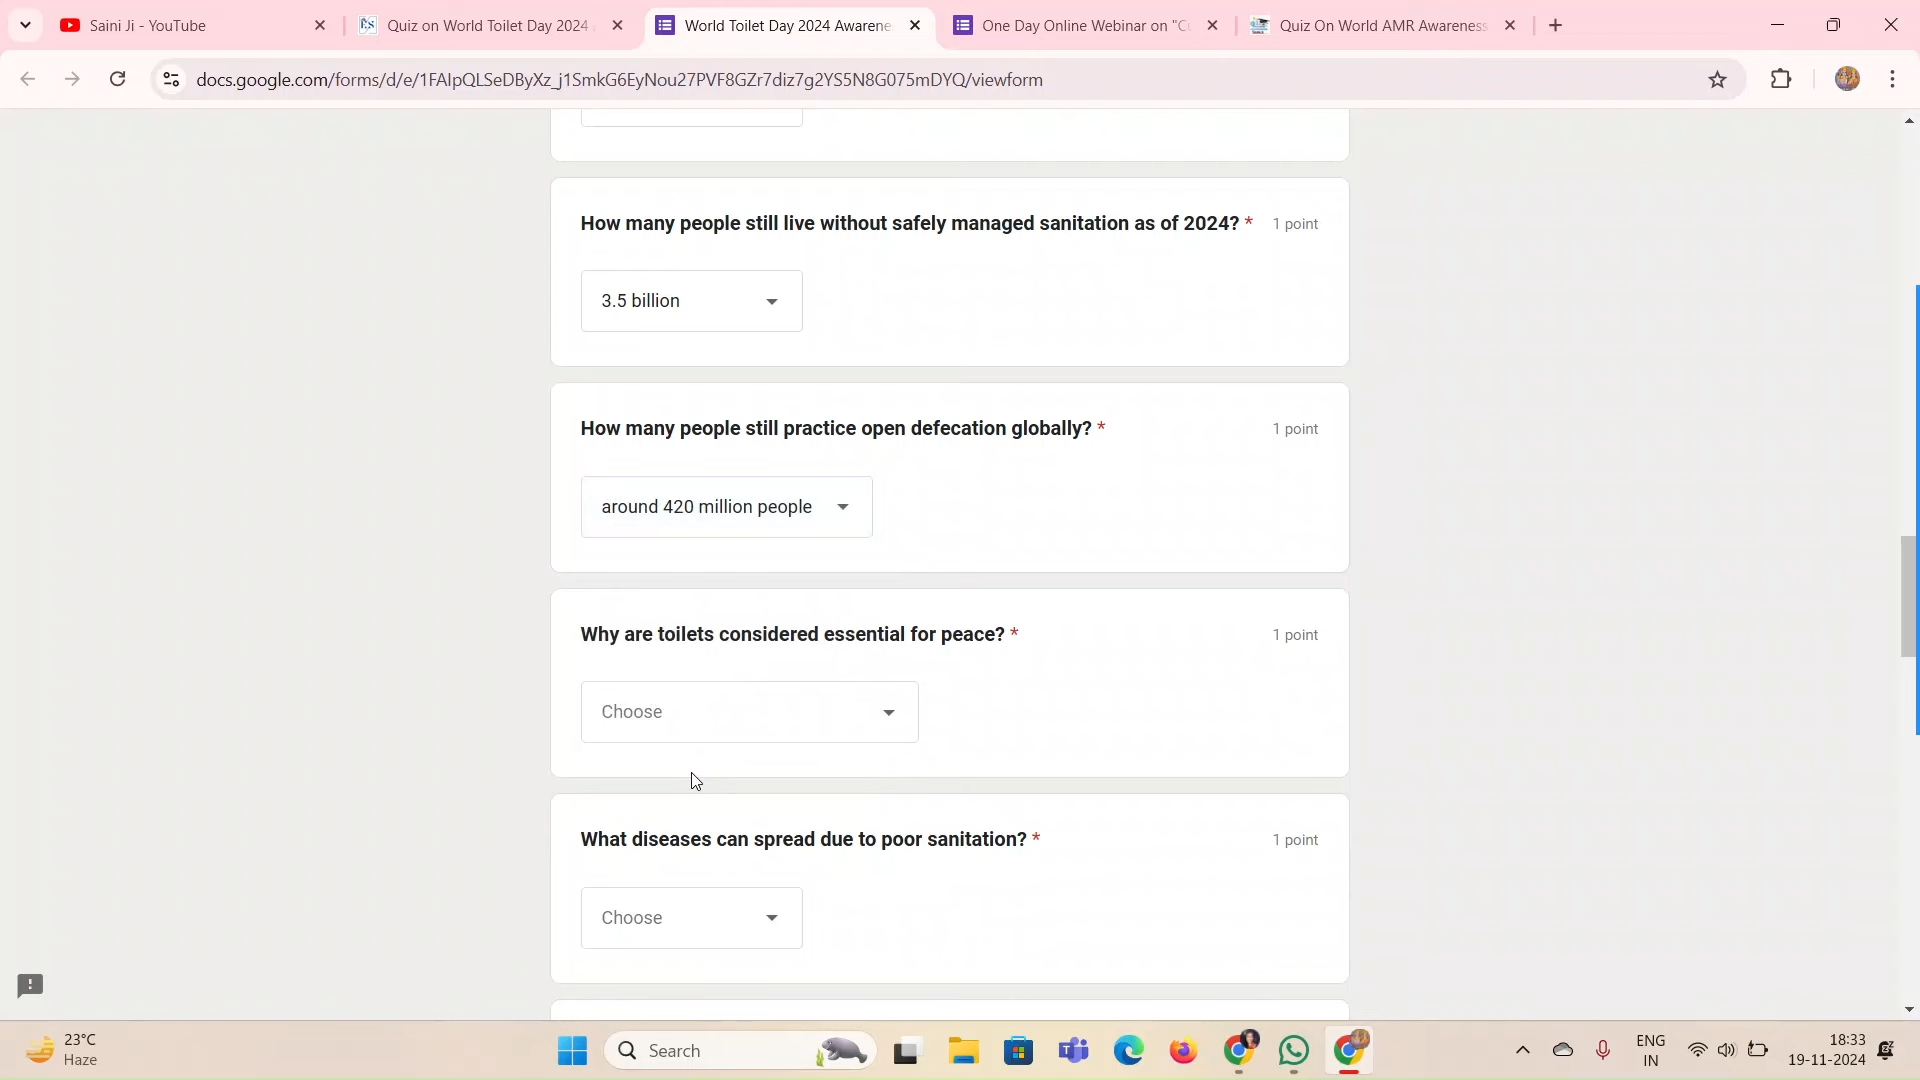 Saini Ji - YouTube
Quiz on World Toilet Day 2024
World Toilet Day 2024 Awarene
One Day Online Webinar on "Cu
Quiz On World AMR Awareness
docs.google.com/forms/d/e/1FAIpQLSeDByXz_j1SmkG6EyNou27PVF8GZr7diz7g2YS5N8G075mDYQ/viewform
How many people still live without safely managed sanitation as of 2024? * 1 point
3.5 billion
How many people still practice open defecation globally? * 1 point
around 420 million people
Why are toilets considered essential for peace? * 1 point
Choose
What diseases can spread due to poor sanitation? * 1 point
Choose
23°C
Haze
Search
ENG
IN
18:33
19-11-2024